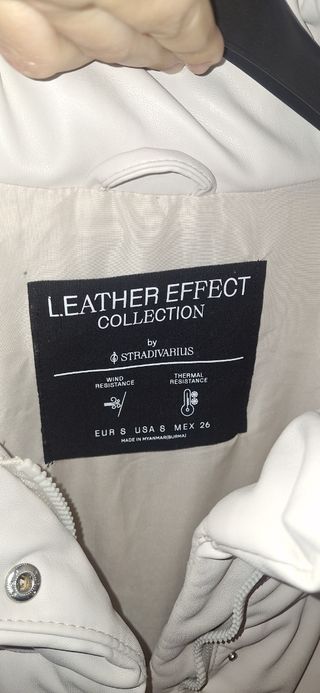 LEATHER EFFECT
COLLECTION
by
STRADIVARIUS
WIND
RESISTANCE
THERMAL
RESISTANCE
EUR S USA S MEX 26
MADE IN MYANMAR(BURMA)